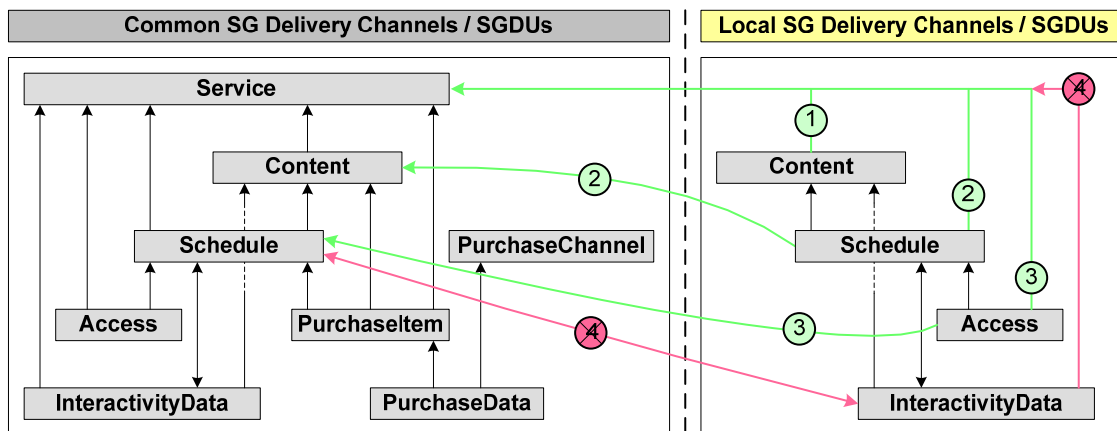 Common SG Delivery Channels / SGDUs
Local SG Delivery Channels / SGDUs
Service
4
1
Content
Content
2
2
Schedule
PurchaseChannel
Schedule
3
Access
PurchaseItem
4
3
Access
InteractivityData
PurchaseData
InteractivityData